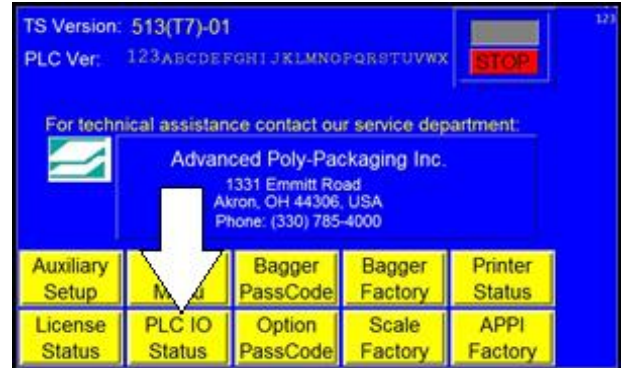 TS Version: 513(T7)-01
123
PLC Ver: 123ABCDEFGHIJKLMNOPQRSTUVWX
STOP
For technical assistance contact our service department:
Advanced Poly-Packaging Inc.
1331 Emmitt Road
Akron, OH 44306, USA
Phone: (330) 785-4000
Auxiliary Setup
Bagger PassCode
Bagger Factory
Printer Status
License Status
PLC IO Status
Option PassCode
Scale Factory
APPI Factory